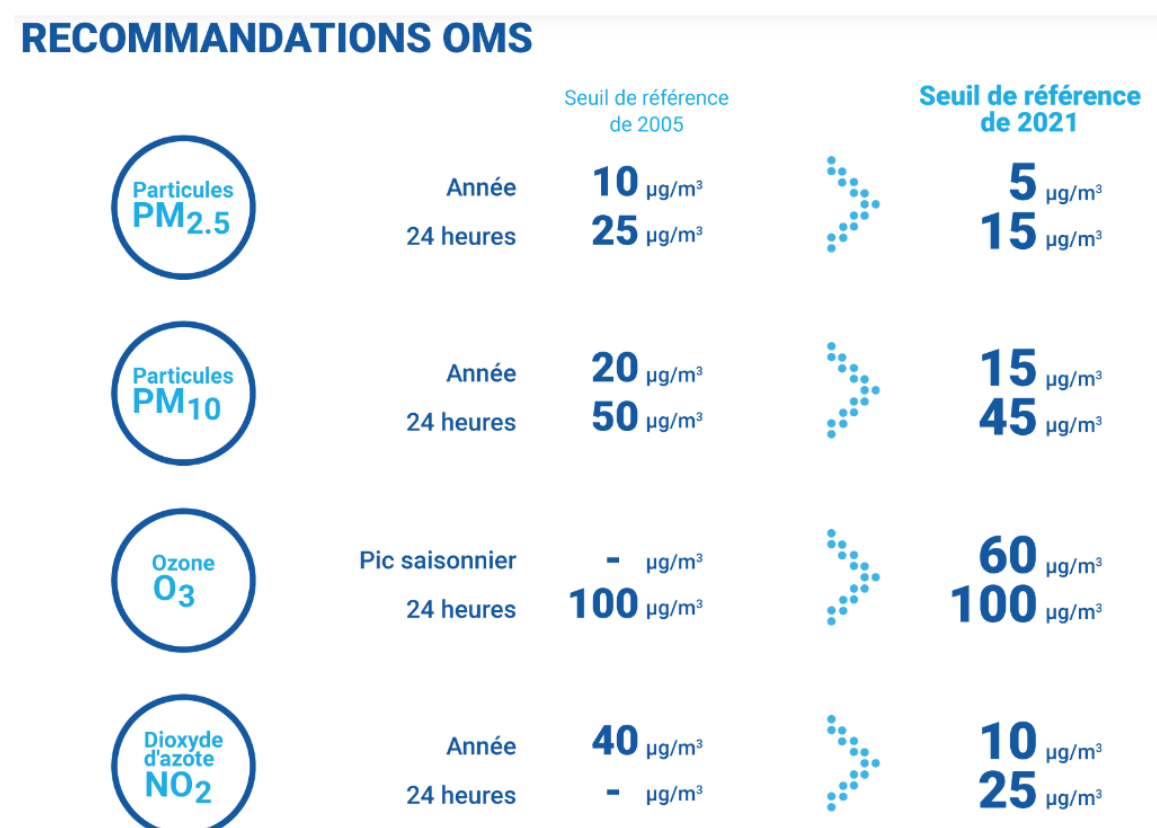 RECOMMANDATIONS OMS
Seuil de référence
de 2005
Seuil de référence
de 2021
Particules
PM2.5
Année 10 µg/m³ 5 µg/m³
24 heures 25 µg/m³ 15 µg/m³
Particules
PM10
Année 20 µg/m³ 15 µg/m³
24 heures 50 µg/m³ 45 µg/m³
Ozone
O3
Pic saisonnier - µg/m³ 60 µg/m³
24 heures 100 µg/m³ 100 µg/m³
Dioxyde
d'azote
NO2
Année 40 µg/m³ 10 µg/m³
24 heures - µg/m³ 25 µg/m³